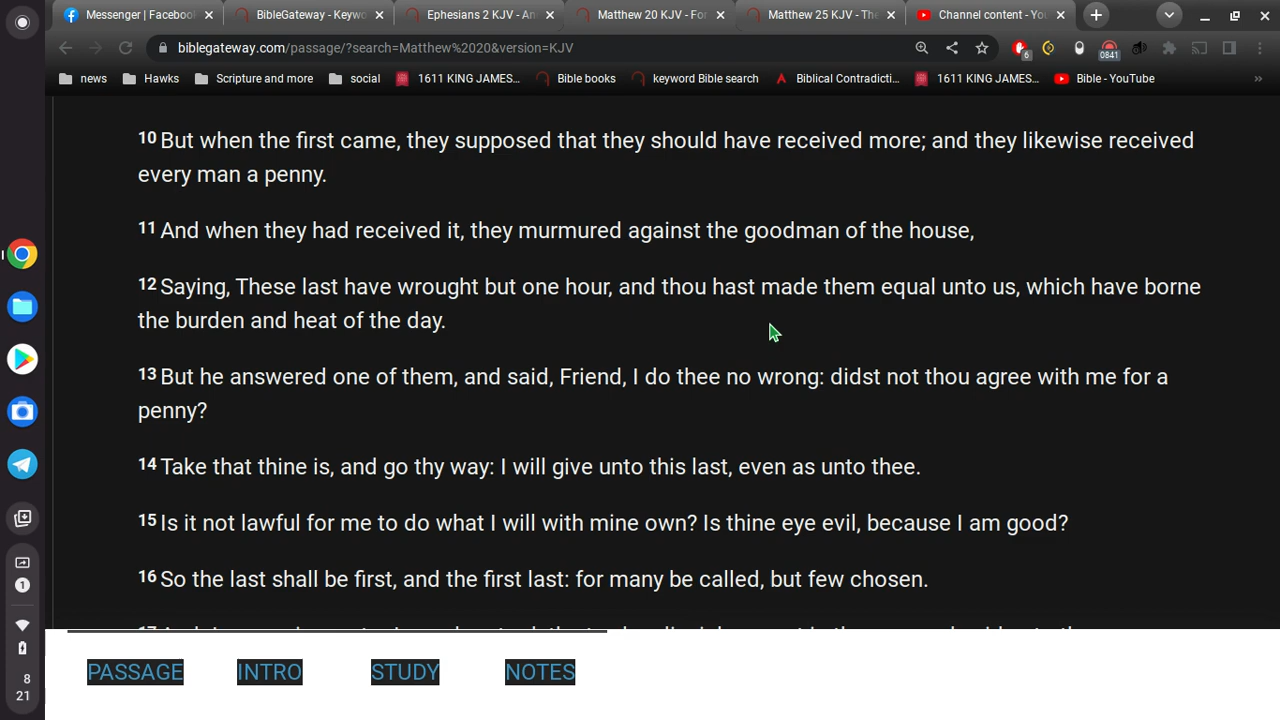 Messenger | Facebook
BibleGateway - Keywo
Ephesians 2 KJV - An
Matthew 20 KJV - For
Matthew 25 KJV - The
Channel content - You
biblegateway.com/passage/?search=Matthew%2020&version=KJV
6
0841
news
Hawks
Scripture and more
social
1611 KING JAMES...
Bible books
keyword Bible search
Biblical Contradicti...
1611 KING JAMES...
Bible - YouTube
»
10 But when the first came, they supposed that they should have received more; and they likewise received
every man a penny.
11 And when they had received it, they murmured against the goodman of the house,
12 Saying, These last have wrought but one hour, and thou hast made them equal unto us, which have borne
the burden and heat of the day.
13 But he answered one of them, and said, Friend, I do thee no wrong: didst not thou agree with me for a
penny?
14 Take that thine is, and go thy way: I will give unto this last, even as unto thee.
15 Is it not lawful for me to do what I will with mine own? Is thine eye evil, because I am good?
16 So the last shall be first, and the first last: for many be called, but few chosen.
PASSAGE
INTRO
STUDY
NOTES
1
8
21